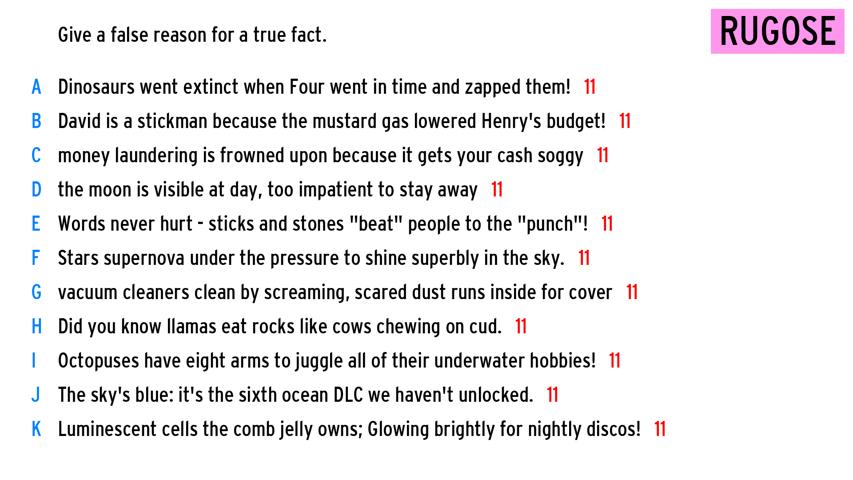 Give a false reason for a true fact.
RUGOSE
A Dinosaurs went extinct when Four went in time and zapped them! 11
B David is a stickman because the mustard gas lowered Henry's budget! 11
C money laundering is frowned upon because it gets your cash soggy 11
D the moon is visible at day, too impatient to stay away 11
E Words never hurt - sticks and stones "beat" people to the "punch"! 11
F Stars supernova under the pressure to shine superbly in the sky. 11
G vacuum cleaners clean by screaming, scared dust runs inside for cover 11
H Did you know llamas eat rocks like cows chewing on cud. 11
I Octopuses have eight arms to juggle all of their underwater hobbies! 11
J The sky's blue: it's the sixth ocean DLC we haven't unlocked. 11
K Luminescent cells the comb jelly owns; Glowing brightly for nightly discos! 11